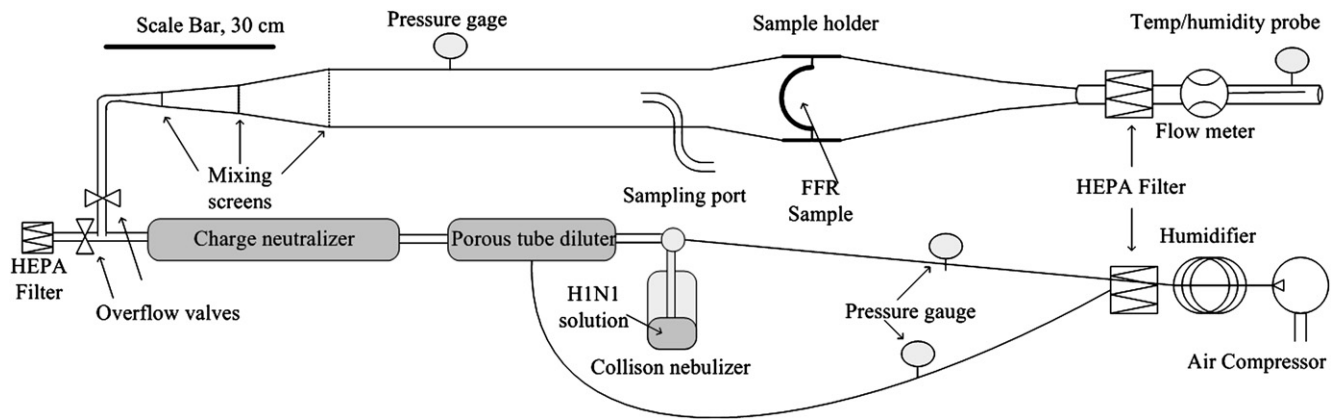 Scale Bar, 30 cm
Pressure gage
Sample holder
Temp/humidity probe
Mixing
screens
Sampling port
FFR
Sample
Flow meter
HEPA Filter
Charge neutralizer
Porous tube diluter
Humidifier
HEPA
Filter
Overflow valves
H1N1
solution
Collison nebulizer
Pressure gauge
Air Compressor